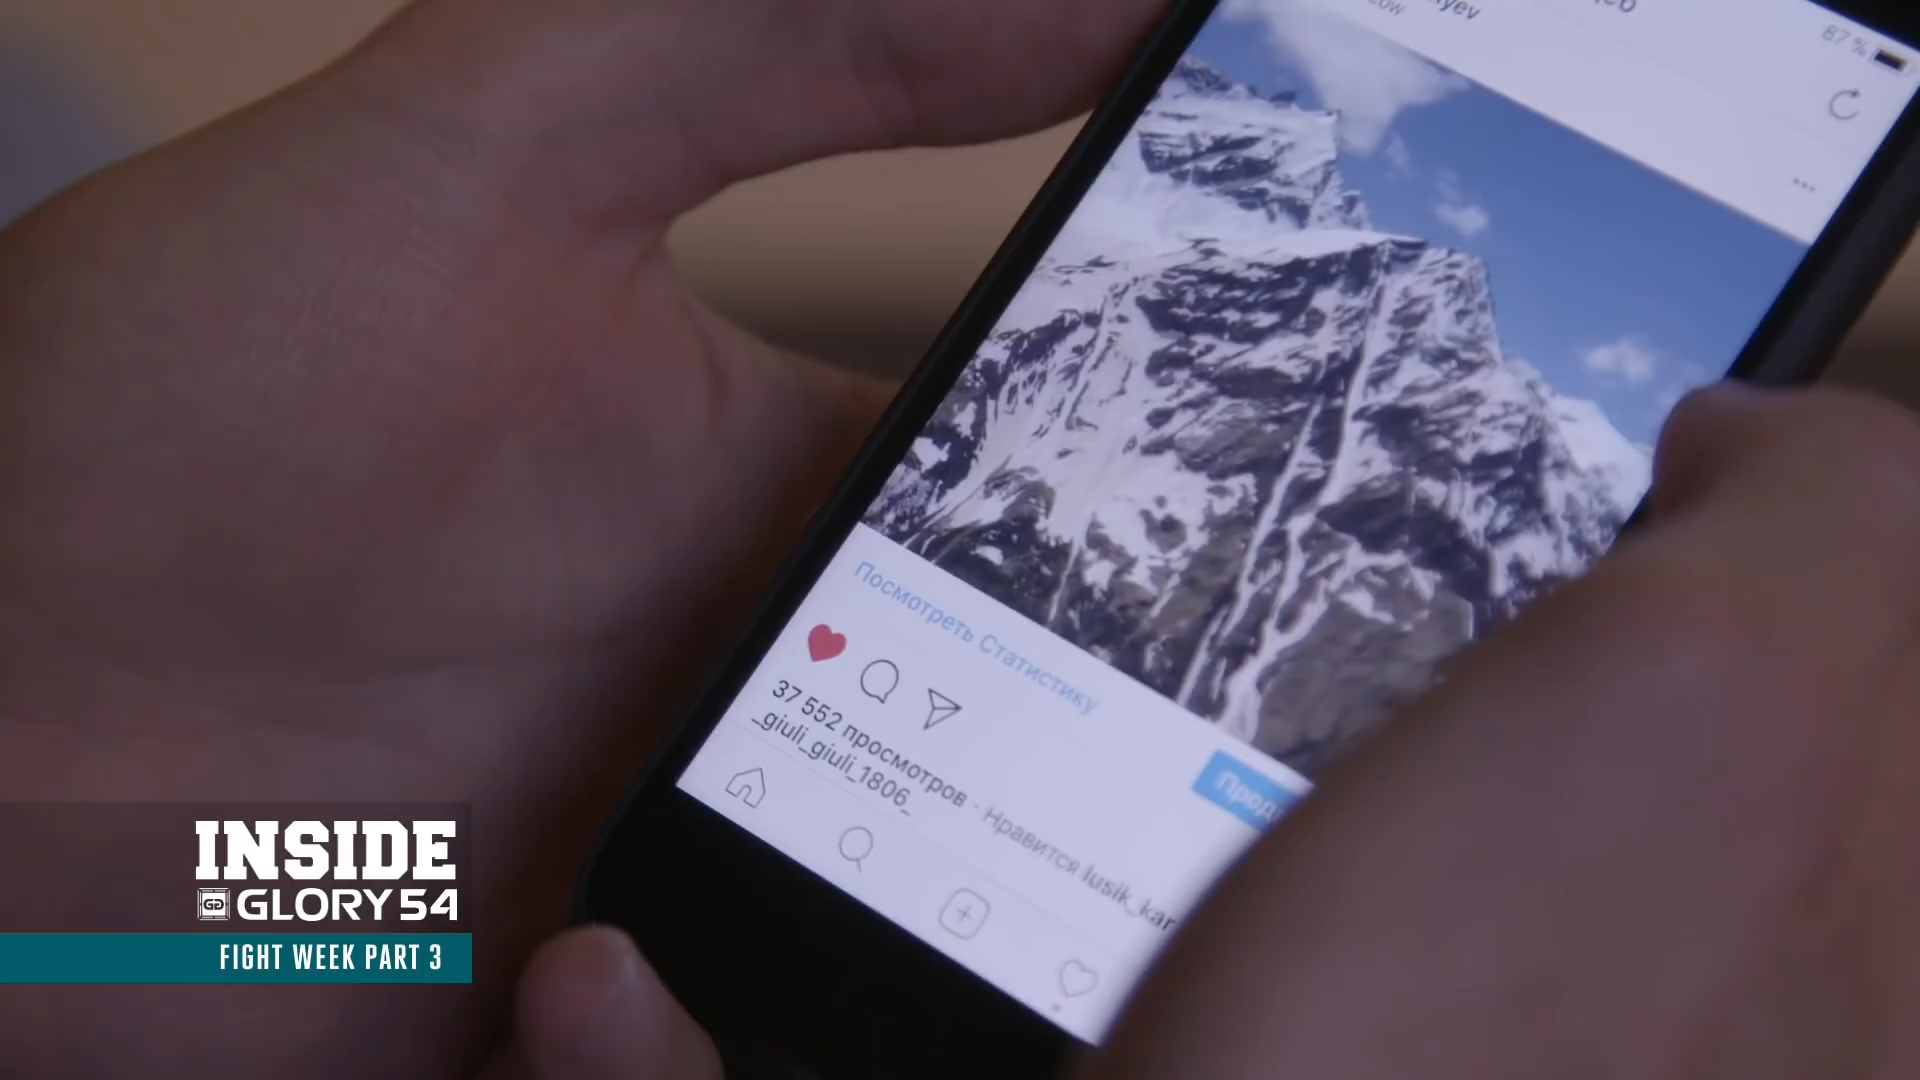 87 %
Посмотреть Статистику
37 552 просмотров · Нравится lusik_kar
_giuli_giuli_1806_
INSIDE
GLORY 54
FIGHT WEEK PART 3